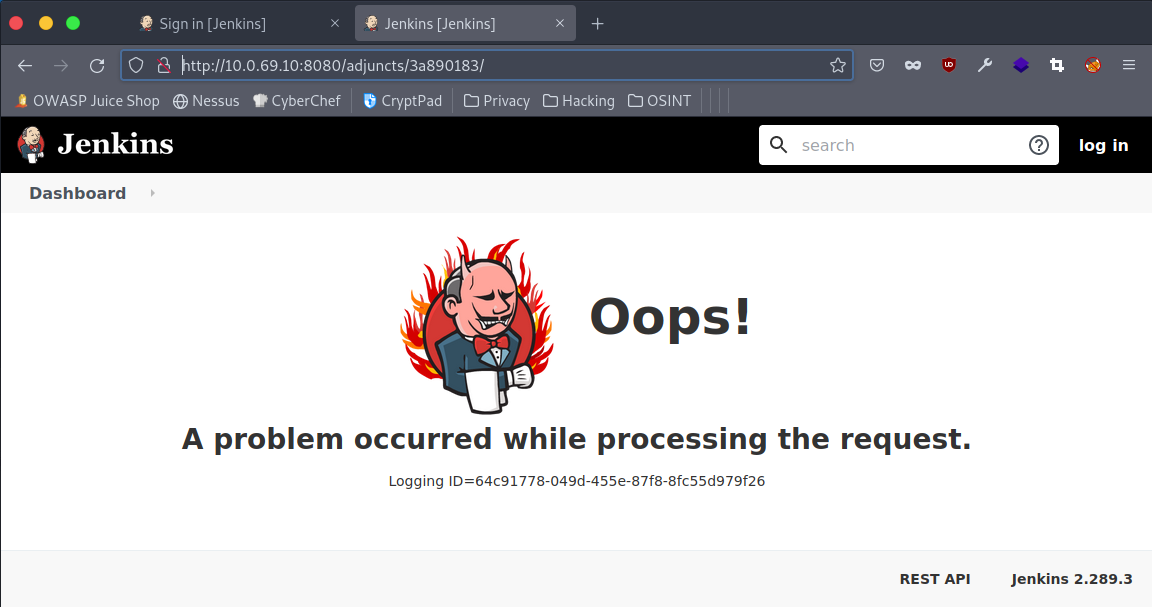 Sign in [Jenkins]
Jenkins [Jenkins]
http://10.0.69.10:8080/adjuncts/3a890183/
OWASP Juice Shop Nessus CyberChef CryptPad Privacy Hacking OSINT
Jenkins
search
log in
Dashboard
Oops!
A problem occurred while processing the request.
Logging ID=64c91778-049d-455e-87f8-8fc55d979f26
REST API
Jenkins 2.289.3